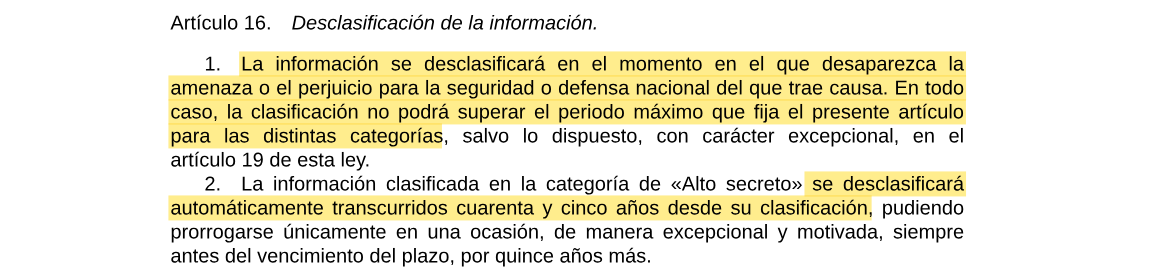 Artículo 16. Desclasificación de la información.
1. La información se desclasificará en el momento en el que desaparezca la
amenaza o el perjuicio para la seguridad o defensa nacional del que trae causa. En todo
caso, la clasificación no podrá superar el periodo máximo que fija el presente artículo
para las distintas categorías, salvo lo dispuesto, con carácter excepcional, en el
artículo 19 de esta ley.
2. La información clasificada en la categoría de «Alto secreto» se desclasificará
automáticamente transcurridos cuarenta y cinco años desde su clasificación, pudiendo
prorrogarse únicamente en una ocasión, de manera excepcional y motivada, siempre
antes del vencimiento del plazo, por quince años más.